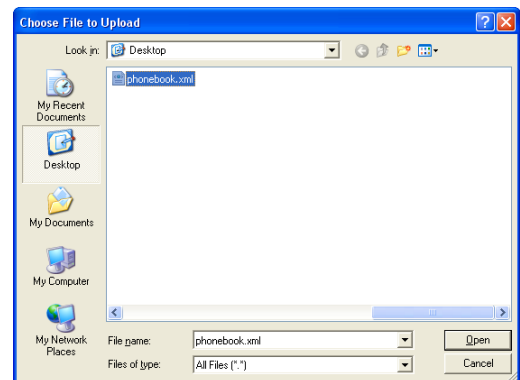 Choose File to Upload
Look in:
Desktop
phonebook.xml
My Recent
Documents
Desktop
My Documents
My Computer
My Network
Places
File name:
phonebook.xml
Open
Files of type:
All Files (*.*)
Cancel